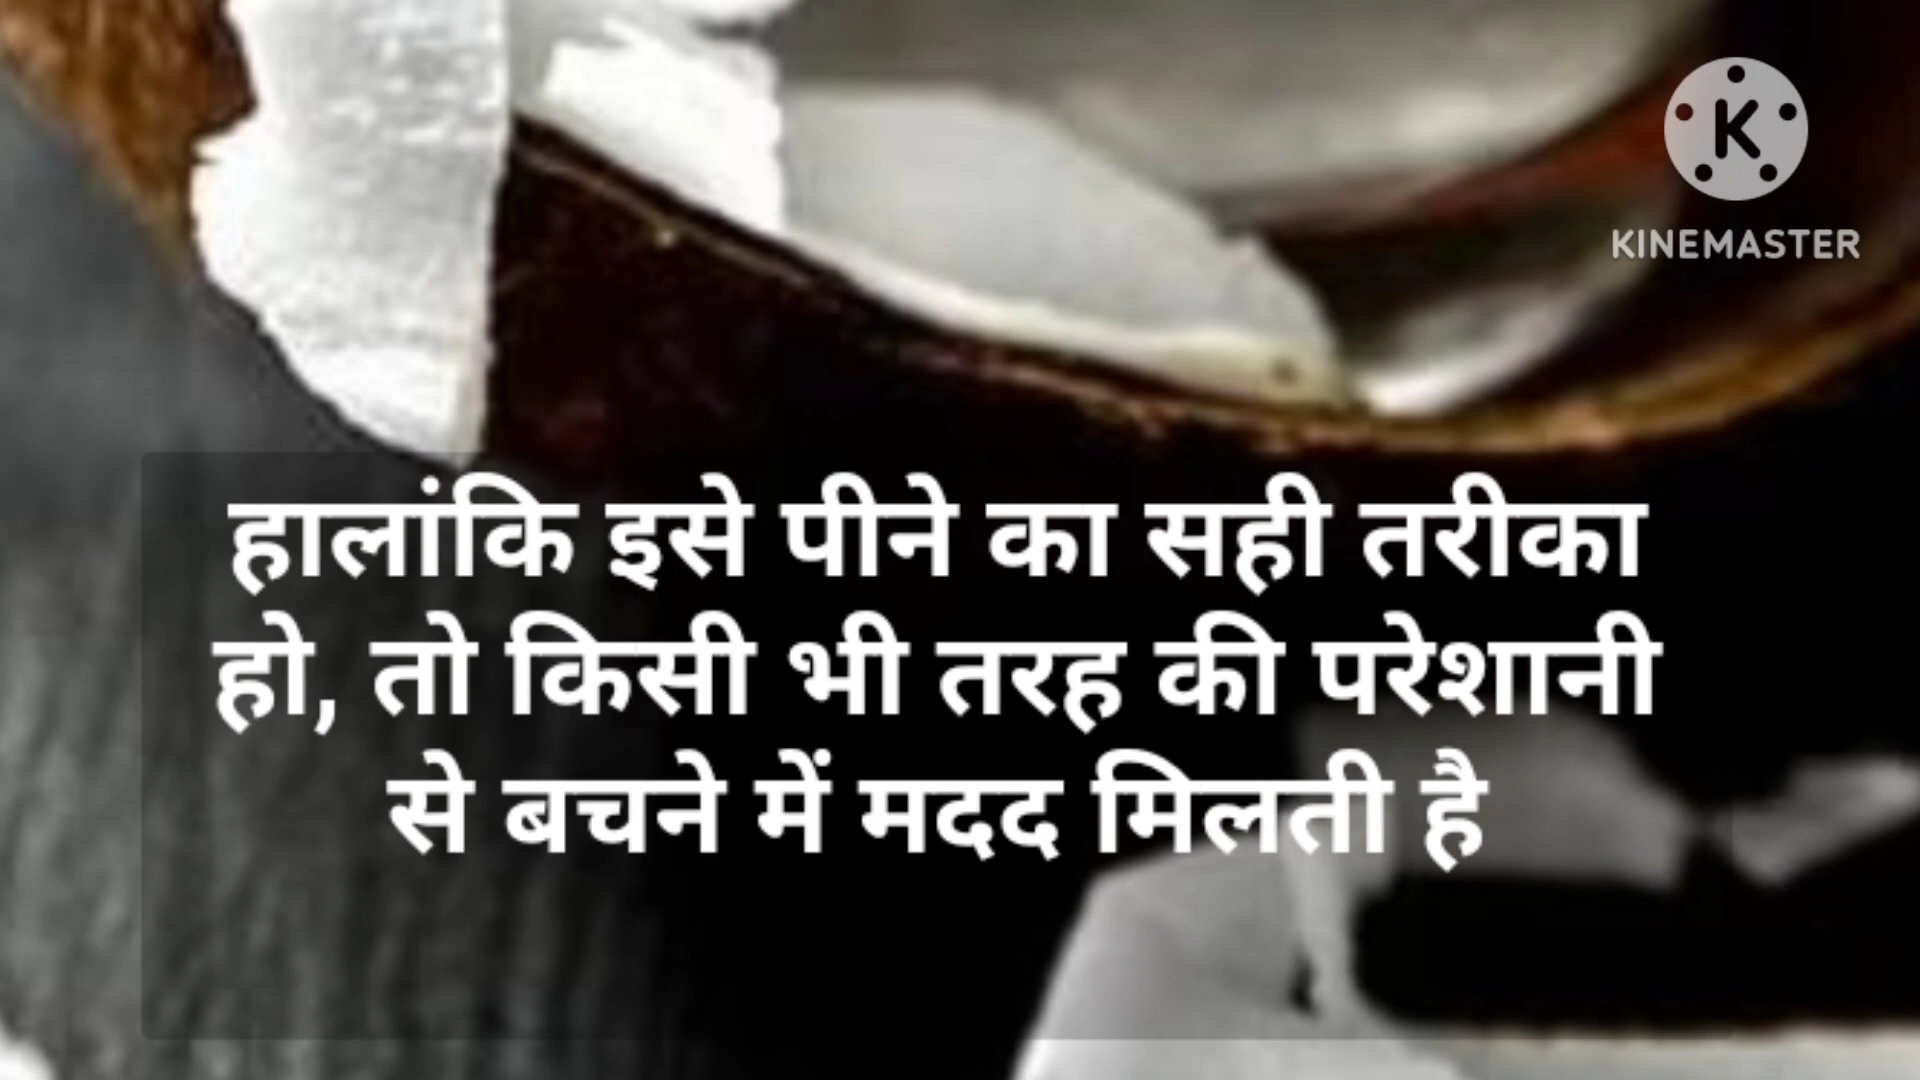 KINEMASTER
हालांकि इसे पीने का सही तरीका
हो, तो किसी भी तरह की परेशानी
से बचने में मदद मिलती है